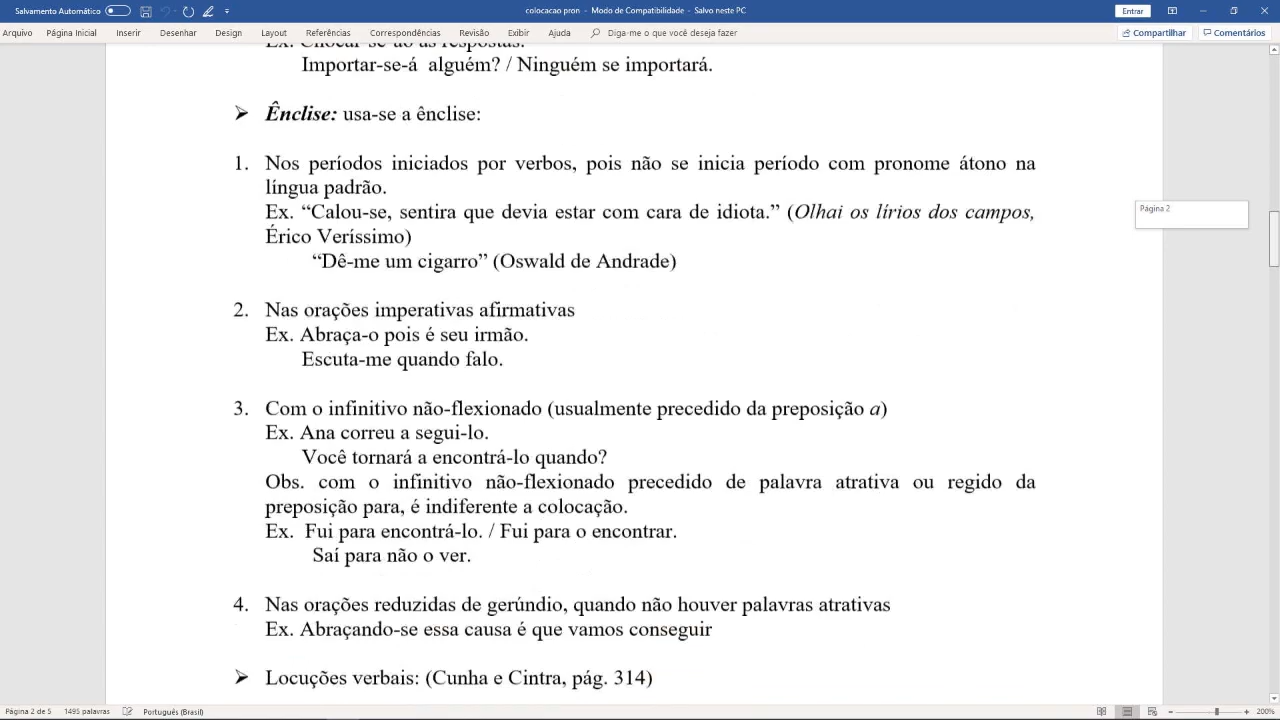 Salvamento Automático
colocacao pron - Modo de Compatibilidade - Salvo neste PC
Entrar
Arquivo Página Inicial Inserir Desenhar Design Layout Referências Correspondências Revisão Exibir Ajuda Diga-me o que você deseja fazer Compartilhar Comentários
Ex. Chocar-se-ão as respostas.
Importar-se-á alguém? / Ninguém se importará.
➢ Ênclise: usa-se a ênclise:
1. Nos períodos iniciados por verbos, pois não se inicia período com pronome átono na
língua padrão.
Ex. “Calou-se, sentira que devia estar com cara de idiota.” (Olhai os lírios dos campos,
Érico Veríssimo)
“Dê-me um cigarro” (Oswald de Andrade)
2. Nas orações imperativas afirmativas
Ex. Abraça-o pois é seu irmão.
Escuta-me quando falo.
3. Com o infinitivo não-flexionado (usualmente precedido da preposição a)
Ex. Ana correu a segui-lo.
Você tornará a encontrá-lo quando?
Obs. com o infinitivo não-flexionado precedido de palavra atrativa ou regido da
preposição para, é indiferente a colocação.
Ex. Fui para encontrá-lo. / Fui para o encontrar.
Saí para não o ver.
4. Nas orações reduzidas de gerúndio, quando não houver palavras atrativas
Ex. Abraçando-se essa causa é que vamos conseguir
➢ Locuções verbais: (Cunha e Cintra, pág. 314)
Página 2
Página 2 de 5 1495 palavras Português (Brasil) 200%